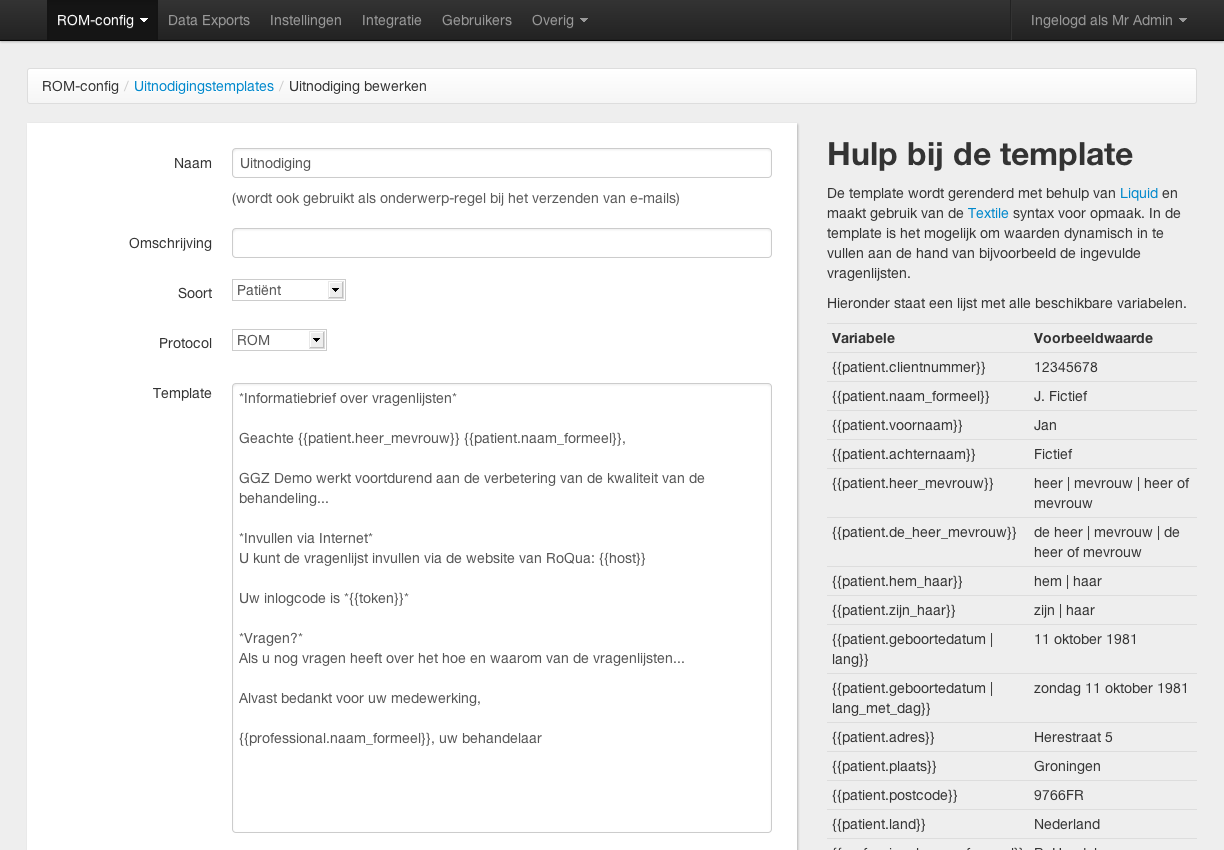 ROM-config Data Exports Instellingen Integratie Gebruikers Overig Ingelogd als Mr Admin
ROM-config / Uitnodigingstemplates / Uitnodiging bewerken
Naam Uitnodiging
(wordt ook gebruikt als onderwerp-regel bij het verzenden van e-mails)
Omschrijving
Soort Patiënt
Protocol ROM
Template
*Informatiebrief over vragenlijsten*
Geachte {{patient.heer_mevrouw}} {{patient.naam_formeel}},
GGZ Demo werkt voortdurend aan de verbetering van de kwaliteit van de
behandeling...
*Invullen via Internet*
U kunt de vragenlijst invullen via de website van RoQua: {{host}}
Uw inlogcode is *{{token}}*
*Vragen?*
Als u nog vragen heeft over het hoe en waarom van de vragenlijsten...
Alvast bedankt voor uw medewerking,
{{professional.naam_formeel}}, uw behandelaar
Hulp bij de template
De template wordt gerenderd met behulp van Liquid en
maakt gebruik van de Textile syntax voor opmaak. In de
template is het mogelijk om waarden dynamisch in te
vullen aan de hand van bijvoorbeeld de ingevulde
vragenlijsten.
Hieronder staat een lijst met alle beschikbare variabelen.
Variabele Voorbeeldwaarde
{{patient.clientnummer}} 12345678
{{patient.naam_formeel}} J. Fictief
{{patient.voornaam}} Jan
{{patient.achternaam}} Fictief
{{patient.heer_mevrouw}} heer | mevrouw | heer of
mevrouw
{{patient.de_heer_mevrouw}} de heer | mevrouw | de
heer of mevrouw
{{patient.hem_haar}} hem | haar
{{patient.zijn_haar}} zijn | haar
{{patient.geboortedatum | 11 oktober 1981
lang}}
{{patient.geboortedatum | zondag 11 oktober 1981
lang_met_dag}}
{{patient.adres}} Herestraat 5
{{patient.plaats}} Groningen
{{patient.postcode}} 9766FR
{{patient.land}} Nederland